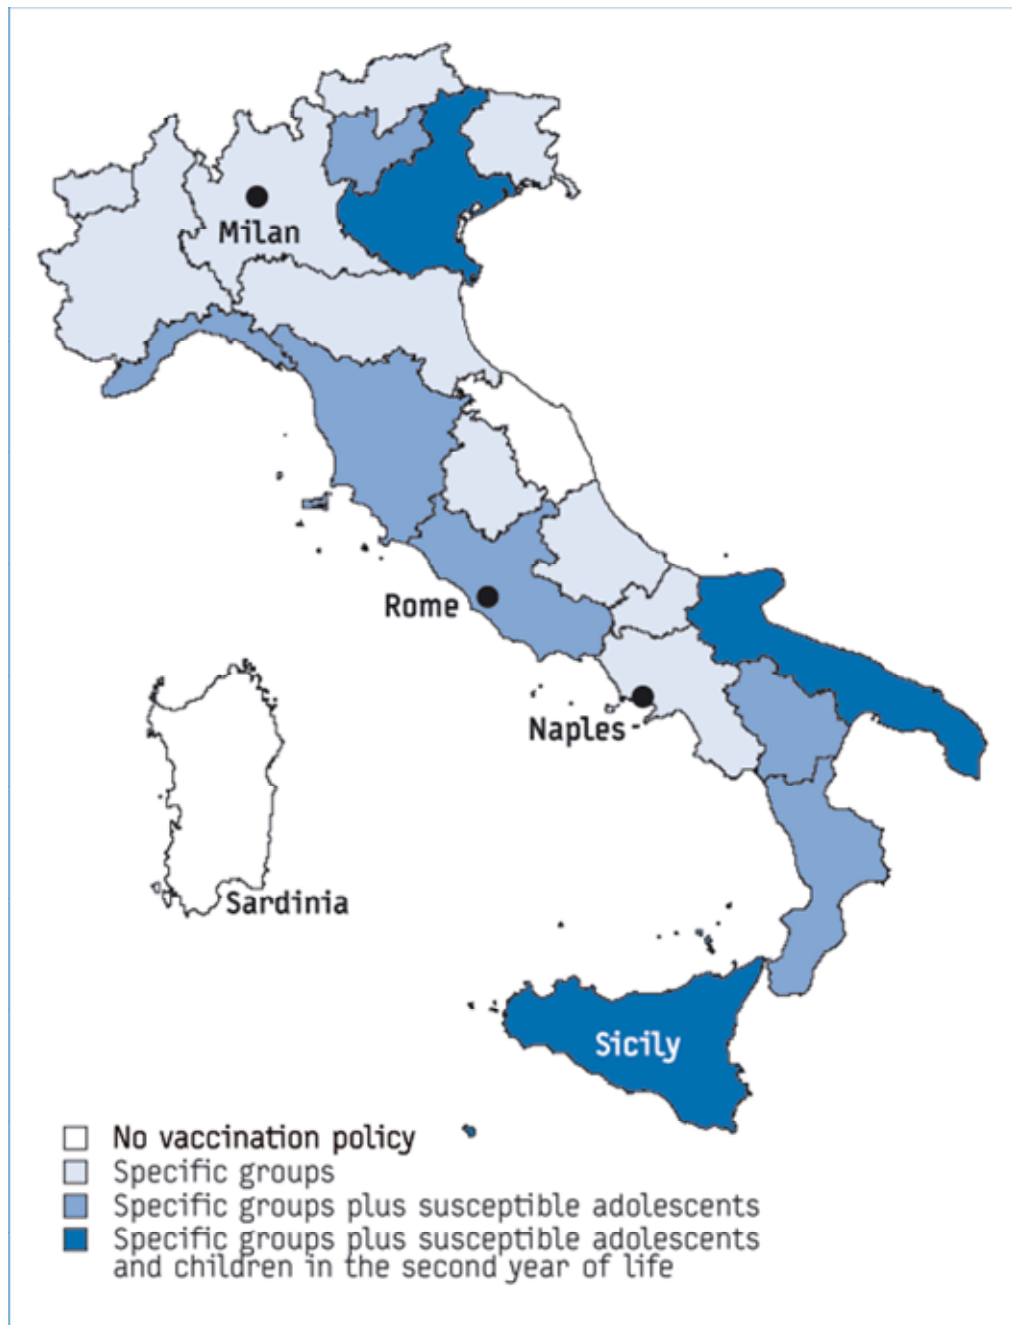 Milan
Rome
Naples
Sardinia
Sicily
No vaccination policy
Specific groups
Specific groups plus susceptible adolescents
Specific groups plus susceptible adolescents
and children in the second year of life